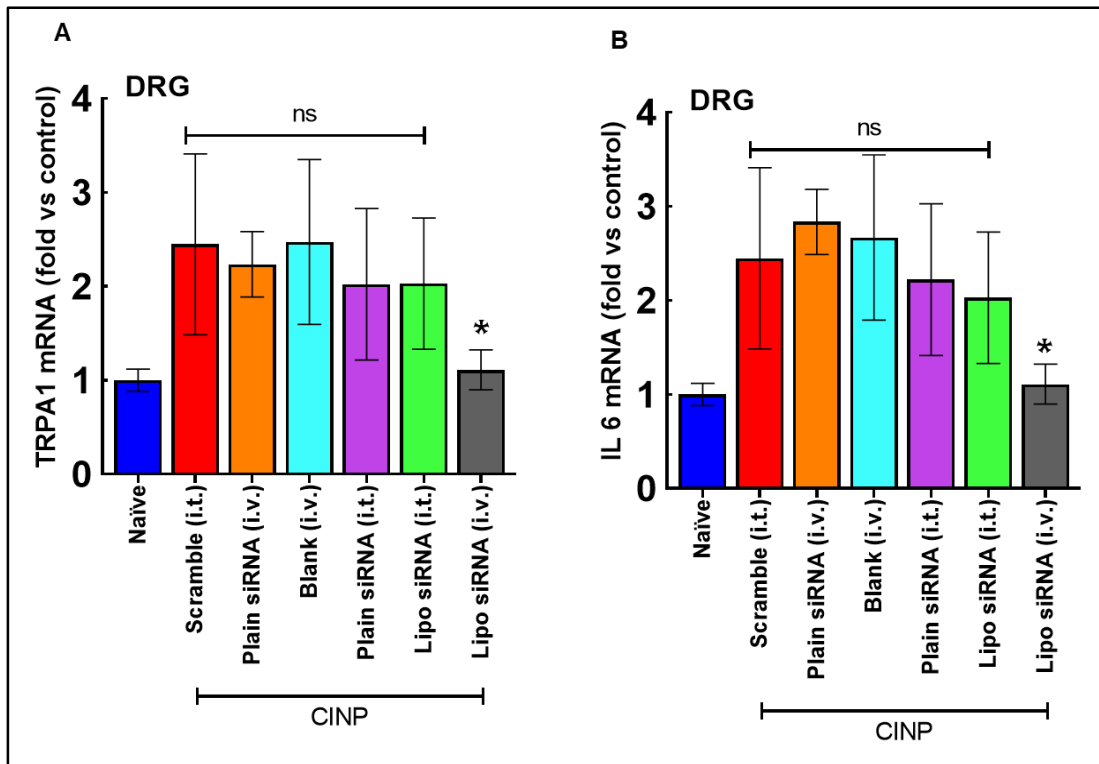 A
DRG
ns
TRPA1 mRNA (fold vs control)
4
3
2
1
0
*
Naïve
Scramble (i.t.)
Plain siRNA (i.v.)
Blank (i.v.)
Plain siRNA (i.t.)
Lipo siRNA (i.t.)
Lipo siRNA (i.v.)
CINP
B
DRG
ns
IL 6 mRNA (fold vs control)
4
3
2
1
0
*
Naïve
Scramble (i.t.)
Plain siRNA (i.v.)
Blank (i.v.)
Plain siRNA (i.t.)
Lipo siRNA (i.t.)
Lipo siRNA (i.v.)
CINP